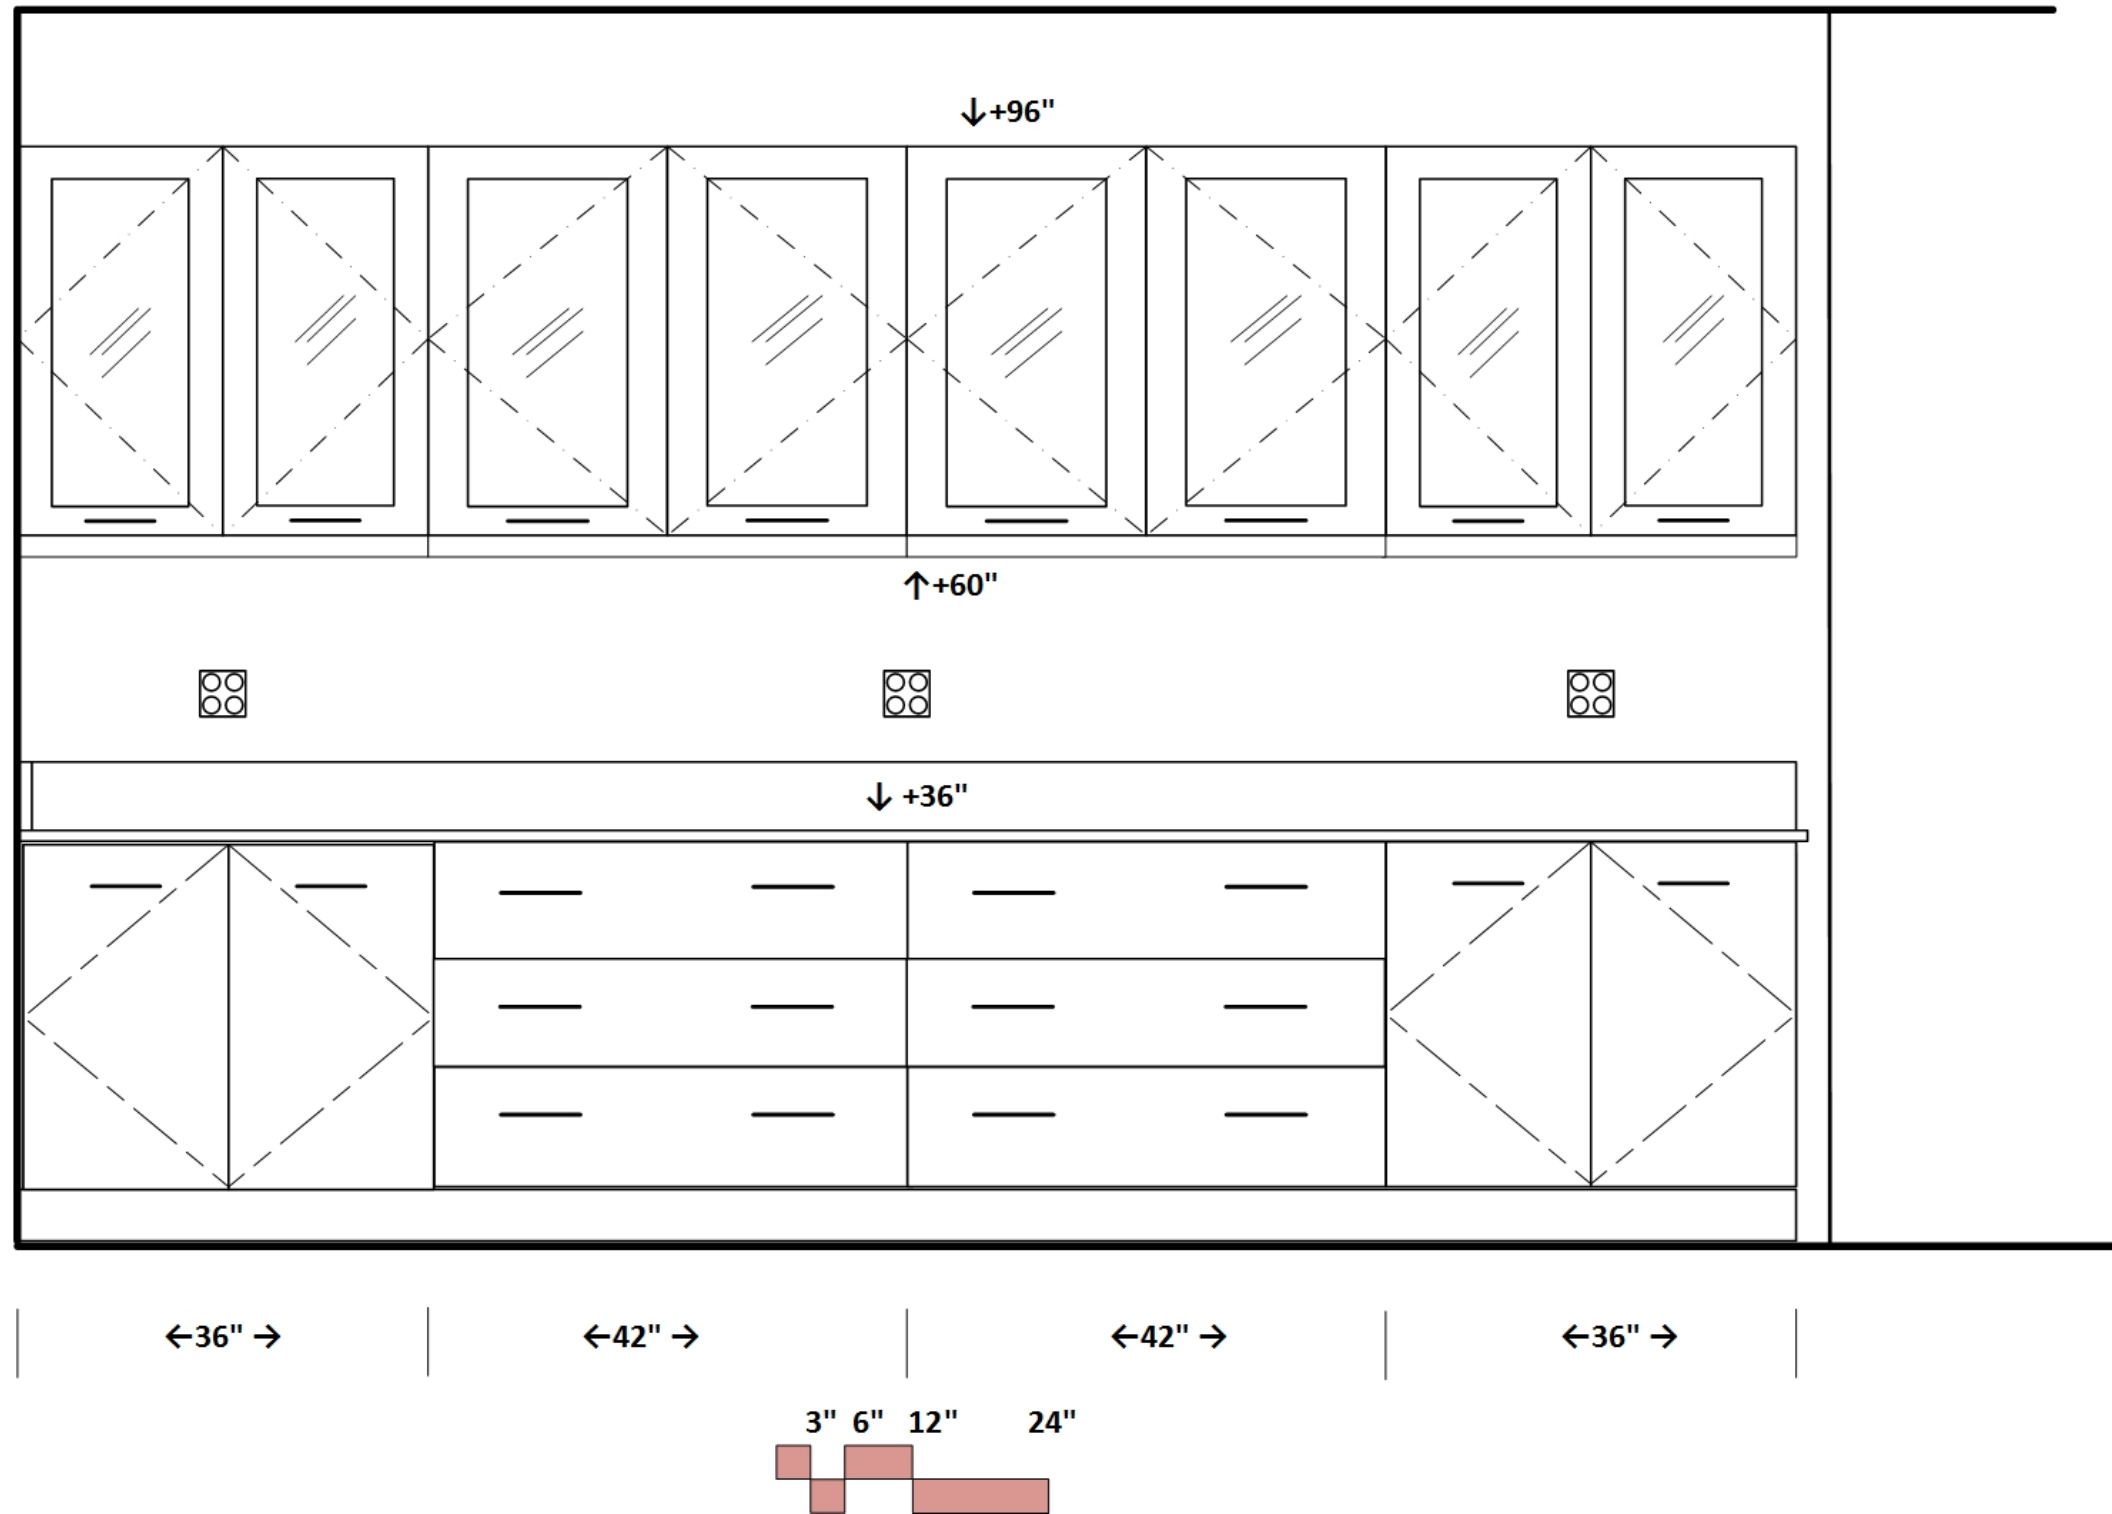 ↓+96"
↑+60"
↓ +36"
←36" → ←42" → ←42" → ←36" →
3" 6" 12" 24"